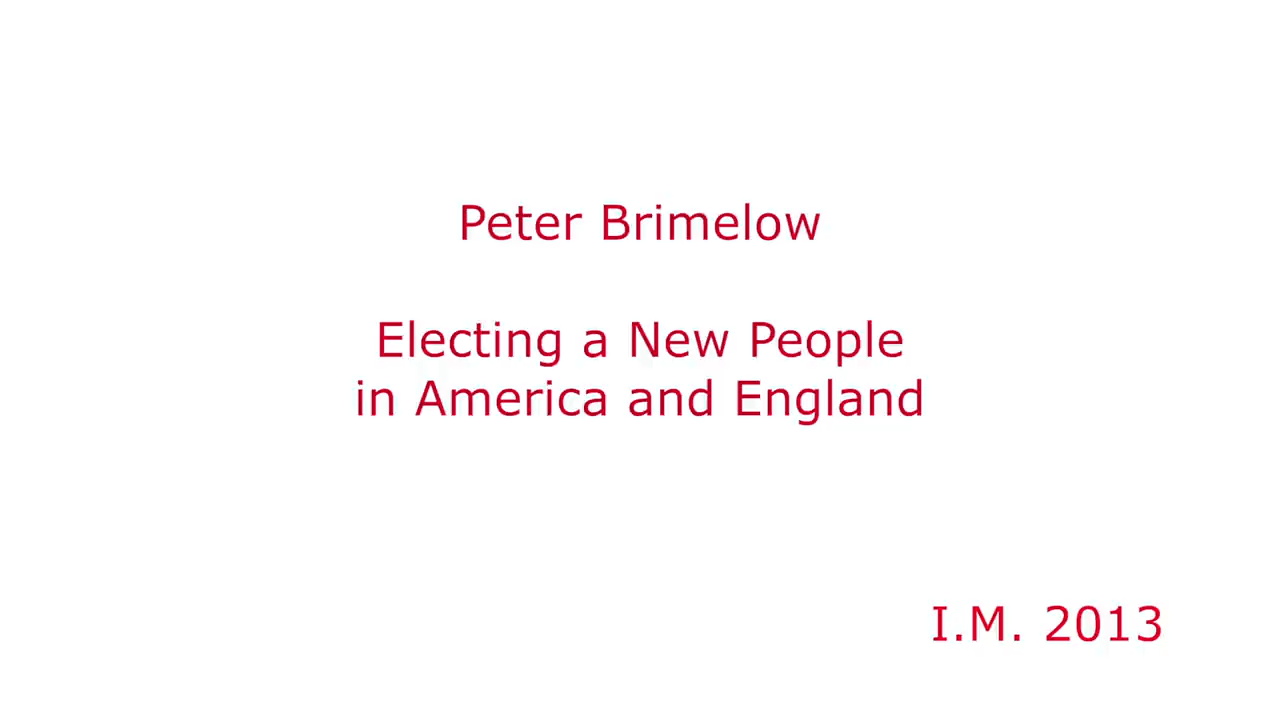 Peter Brimelow
Electing a New People
in America and England
I.M. 2013